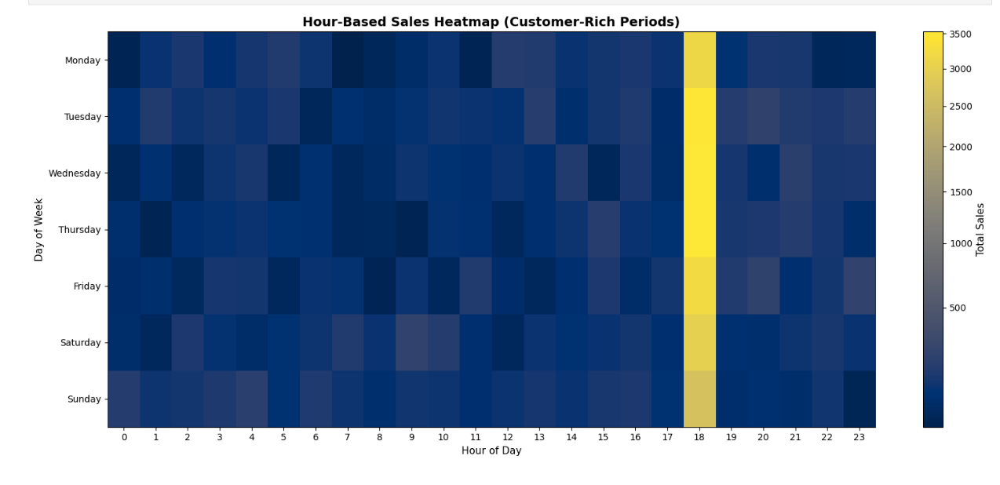 Hour-Based Sales Heatmap (Customer-Rich Periods)
Monday
Tuesday
Wednesday
Thursday
Friday
Saturday
Sunday
Day of Week
0 1 2 3 4 5 6 7 8 9 10 11 12 13 14 15 16 17 18 19 20 21 22 23
Hour of Day
3500
3000
2500
2000
1500
1000
500
Total Sales